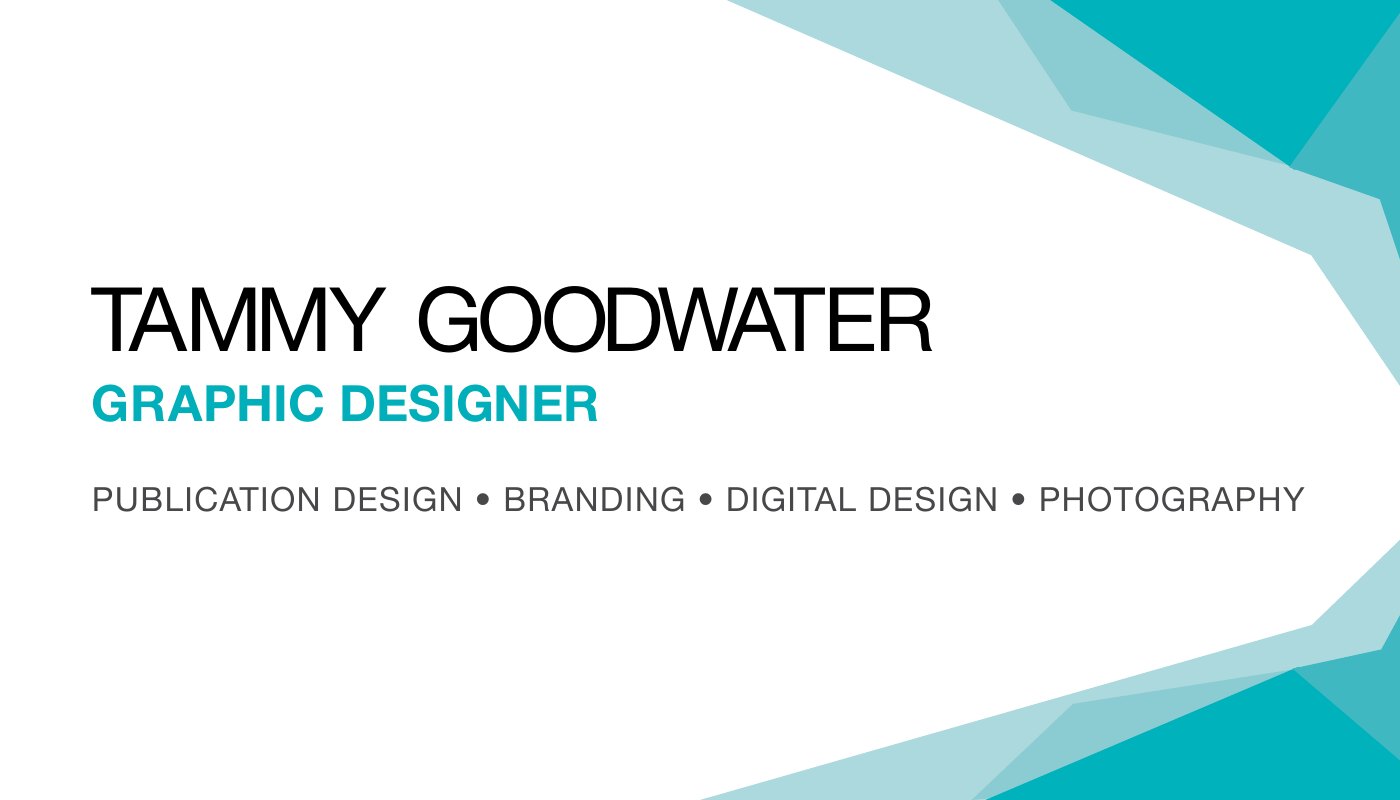 TAMMY GOODWATER
GRAPHIC DESIGNER
PUBLICATION DESIGN • BRANDING • DIGITAL DESIGN • PHOTOGRAPHY